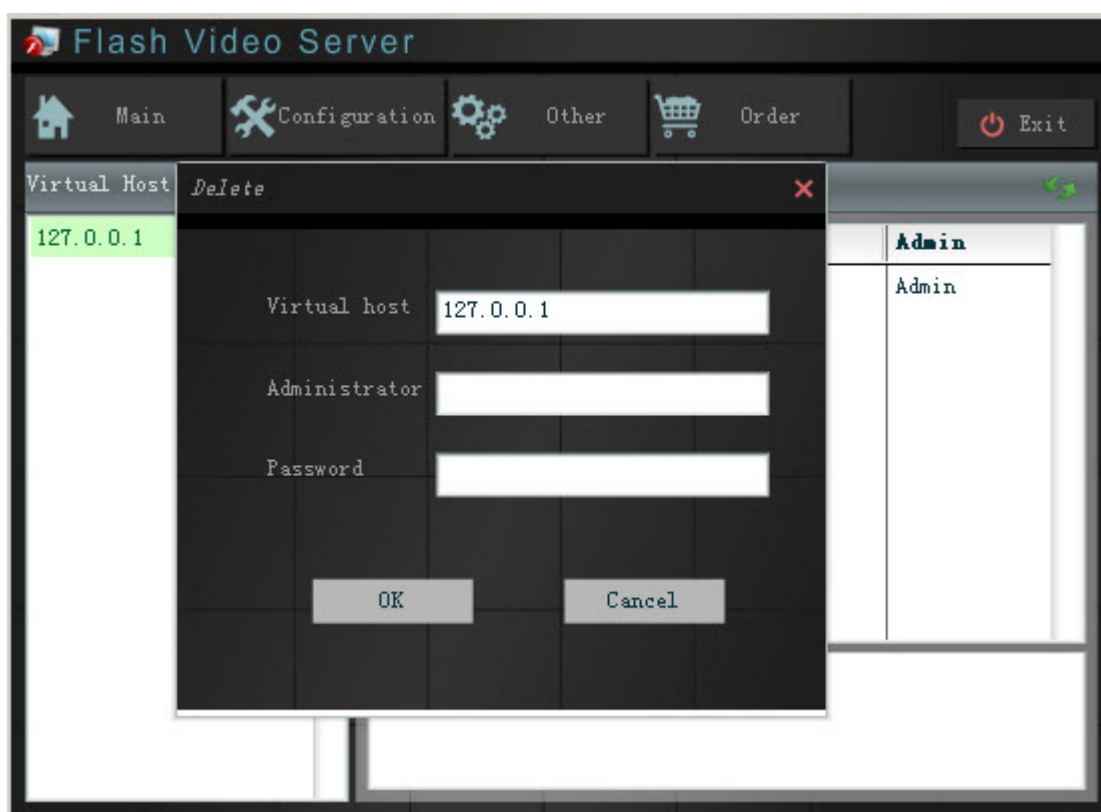 Flash Video Server
Main
Configuration
Other
Order
Exit
Virtual Host
Delete
127.0.0.1
Admin
Admin
Virtual host
127.0.0.1
Administrator
Password
OK
Cancel